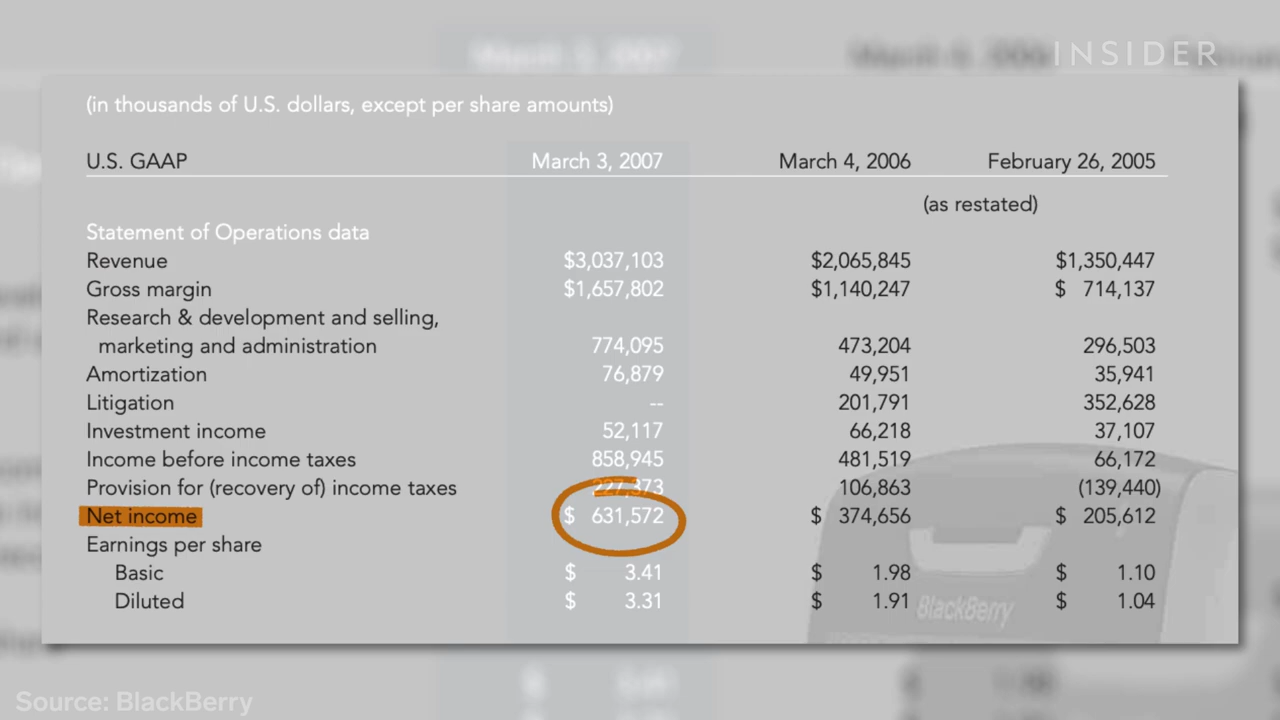 INSIDER
(in thousands of U.S. dollars, except per share amounts)
U.S. GAAP March 3, 2007 March 4, 2006 February 26, 2005
(as restated)
Statement of Operations data
Revenue $3,037,103 $2,065,845 $1,350,447
Gross margin $1,657,802 $1,140,247 $ 714,137
Research & development and selling,
marketing and administration 774,095 473,204 296,503
Amortization 76,879 49,951 35,941
Litigation -- 201,791 352,628
Investment income 52,117 66,218 37,107
Income before income taxes 858,945 481,519 66,172
Provision for (recovery of) income taxes 227,373 106,863 (139,440)
Net income $ 631,572 $ 374,656 $ 205,612
Earnings per share
Basic $ 3.41 $ 1.98 $ 1.10
Diluted $ 3.31 $ 1.91 $ 1.04
BlackBerry
Source: BlackBerry